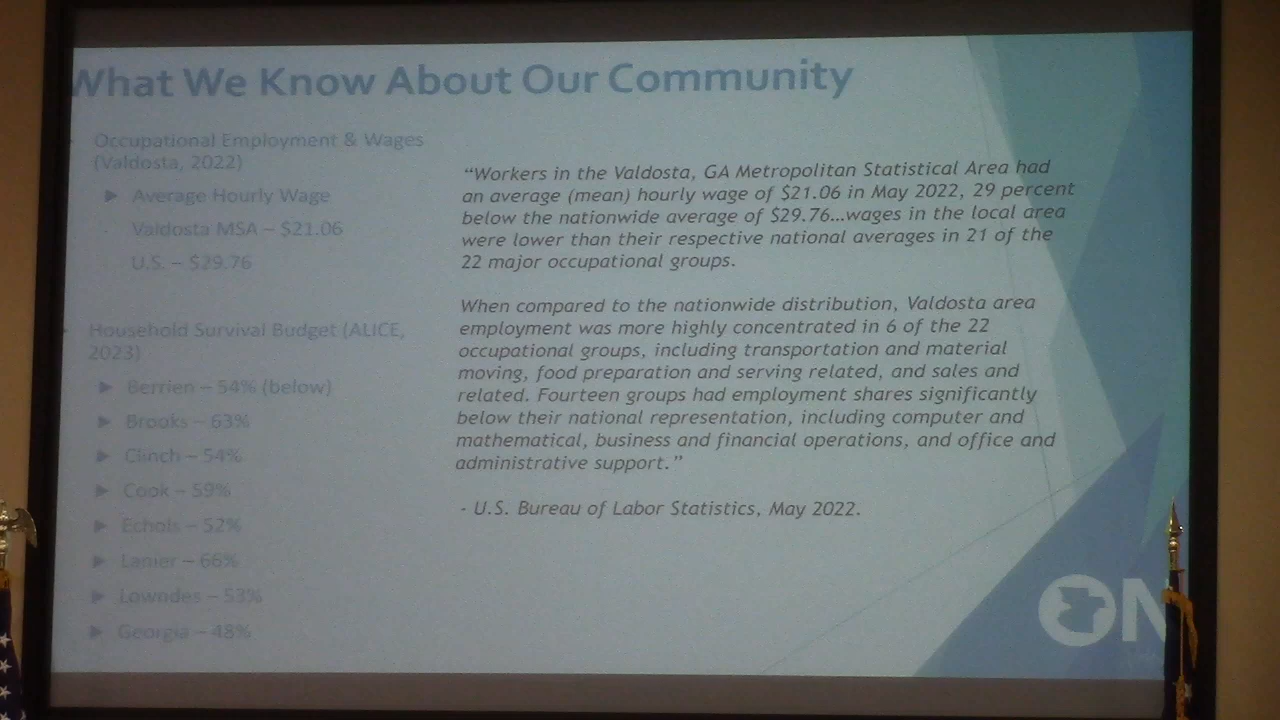 What We Know About Our Community
Occupational Employment & Wages
(Valdosta, 2022)
Average Hourly Wage
Valdosta MSA – $21.06
U.S. – $29.76
Household Survival Budget (ALICE,
2023)
Berrien – 54% (below)
Brooks – 63%
Clinch – 54%
Cook – 59%
Echols – 52%
Lanier – 66%
Lowndes – 53%
Georgia – 48%
“Workers in the Valdosta, GA Metropolitan Statistical Area had
an average (mean) hourly wage of $21.06 in May 2022, 29 percent
below the nationwide average of $29.76...wages in the local area
were lower than their respective national averages in 21 of the
22 major occupational groups.
When compared to the nationwide distribution, Valdosta area
employment was more highly concentrated in 6 of the 22
occupational groups, including transportation and material
moving, food preparation and serving related, and sales and
related. Fourteen groups had employment shares significantly
below their national representation, including computer and
mathematical, business and financial operations, and office and
administrative support.”
- U.S. Bureau of Labor Statistics, May 2022.
ON